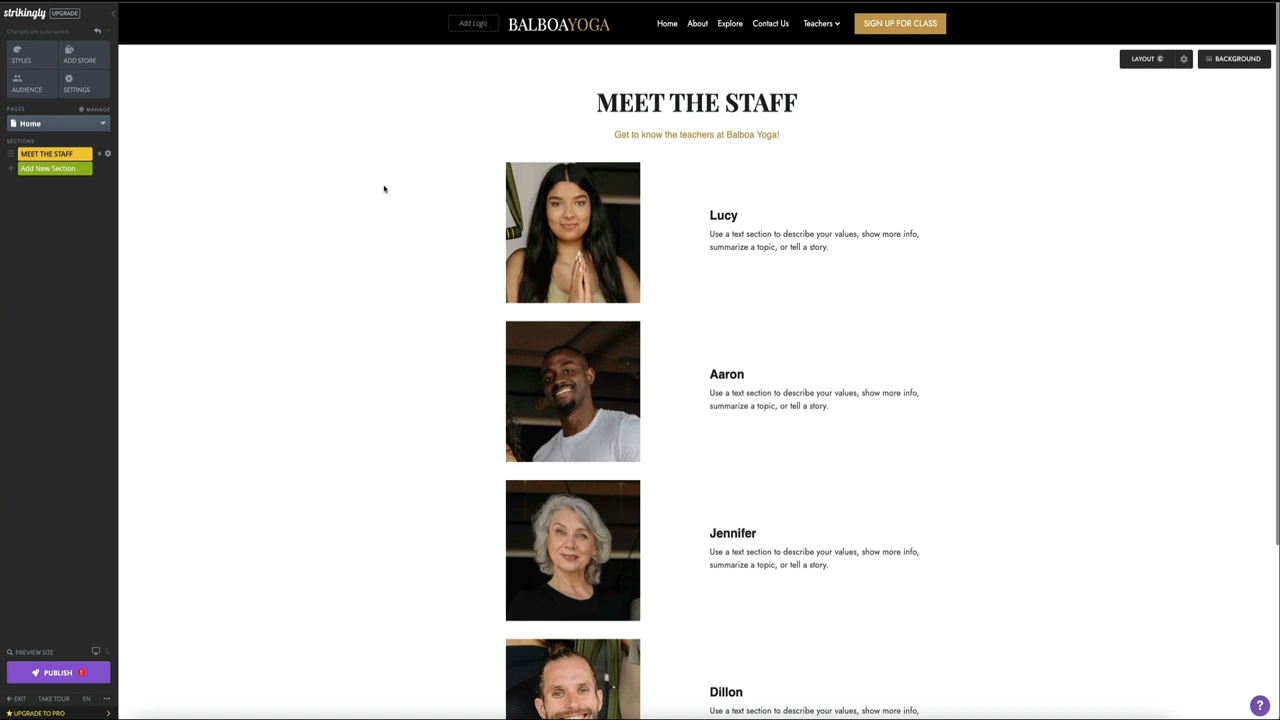 strikingly UPGRADE
Changes are auto-saved
STYLES
ADD STORE
AUDIENCE
SETTINGS
PAGES
MANAGE
Home
SECTIONS
MEET THE STAFF
Add New Section
PREVIEW SITE
PUBLISH !
EXIT TAKE TOUR EN
UPGRADE TO PRO
Add Logo
BALBOAYOGA
Home About Explore Contact Us Teachers
SIGN UP FOR CLASS
LAYOUT C
BACKGROUND
MEET THE STAFF
Get to know the teachers at Balboa Yoga!
Lucy
Use a text section to describe your values, show more info,
summarize a topic, or tell a story.
Aaron
Use a text section to describe your values, show more info,
summarize a topic, or tell a story.
Jennifer
Use a text section to describe your values, show more info,
summarize a topic, or tell a story.
Dillon
Use a text section to describe your values, show more info,
?